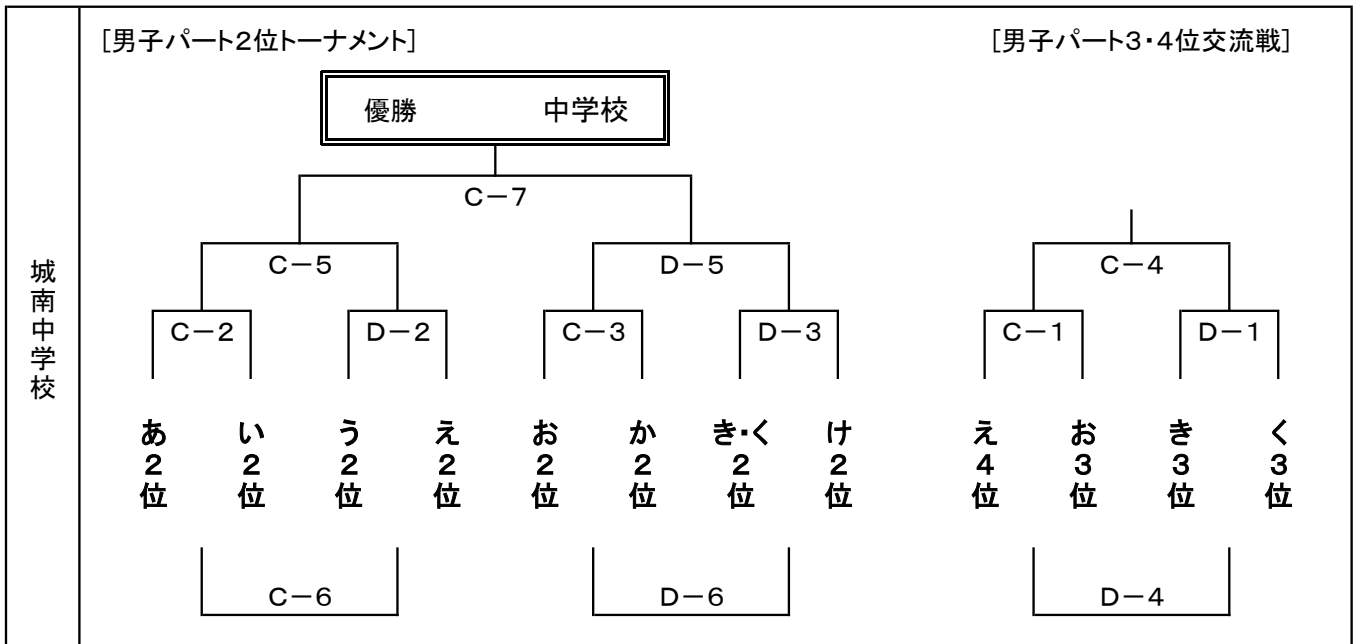 [男子パート2位トーナメント]
[男子パート3・4位交流戦]
優勝 中学校
C-7
C-5
D-5
C-4
C-2
D-2
C-3
D-3
C-1
D-1
城南中学校
あ2位
い2位
う2位
え2位
お2位
か2位
き・く2位
け2位
え4位
お3位
き3位
く3位
C-6
D-6
D-4